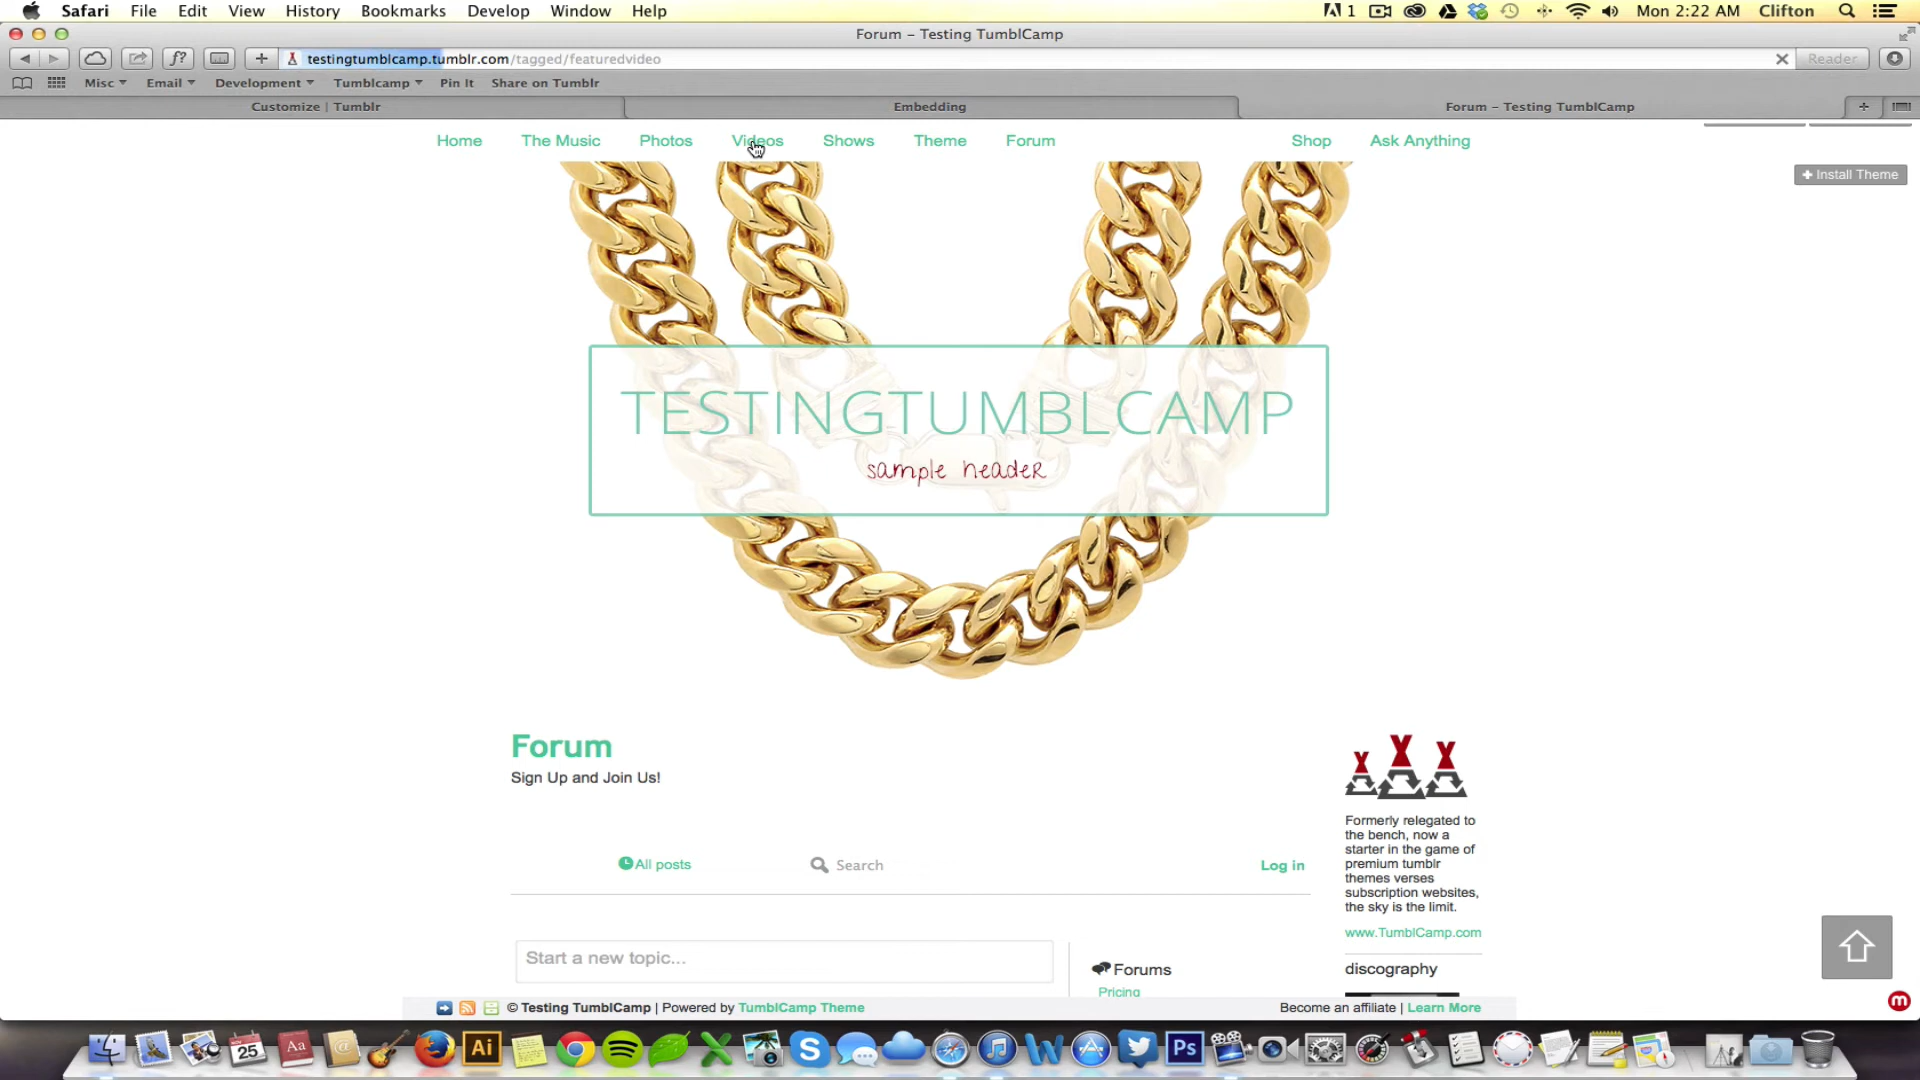 Safari File Edit View History Bookmarks Develop Window Help 1 Mon 2:22 AM Clifton
Forum – Testing TumblCamp
f? + testingtumblcamp.tumblr.com/tagged/featuredvideo Reader
Misc Email Development Tumblcamp Pin It Share on Tumblr
Customize | Tumblr Embedding Forum – Testing TumblCamp
Home The Music Photos Videos Shows Theme Forum Shop Ask Anything
Install Theme
TESTINGTUMBLCAMP
sample header
Forum
Sign Up and Join Us!
Formerly relegated to
the bench, now a
starter in the game of
premium tumblr
themes verses
subscription websites,
the sky is the limit.
www.TumblCamp.com
discography
All posts Search Log in
Start a new topic...
Forums
Pricing
© Testing TumblCamp | Powered by TumblCamp Theme Become an affiliate | Learn More
m
25 Aa @ Ai X S W Ps